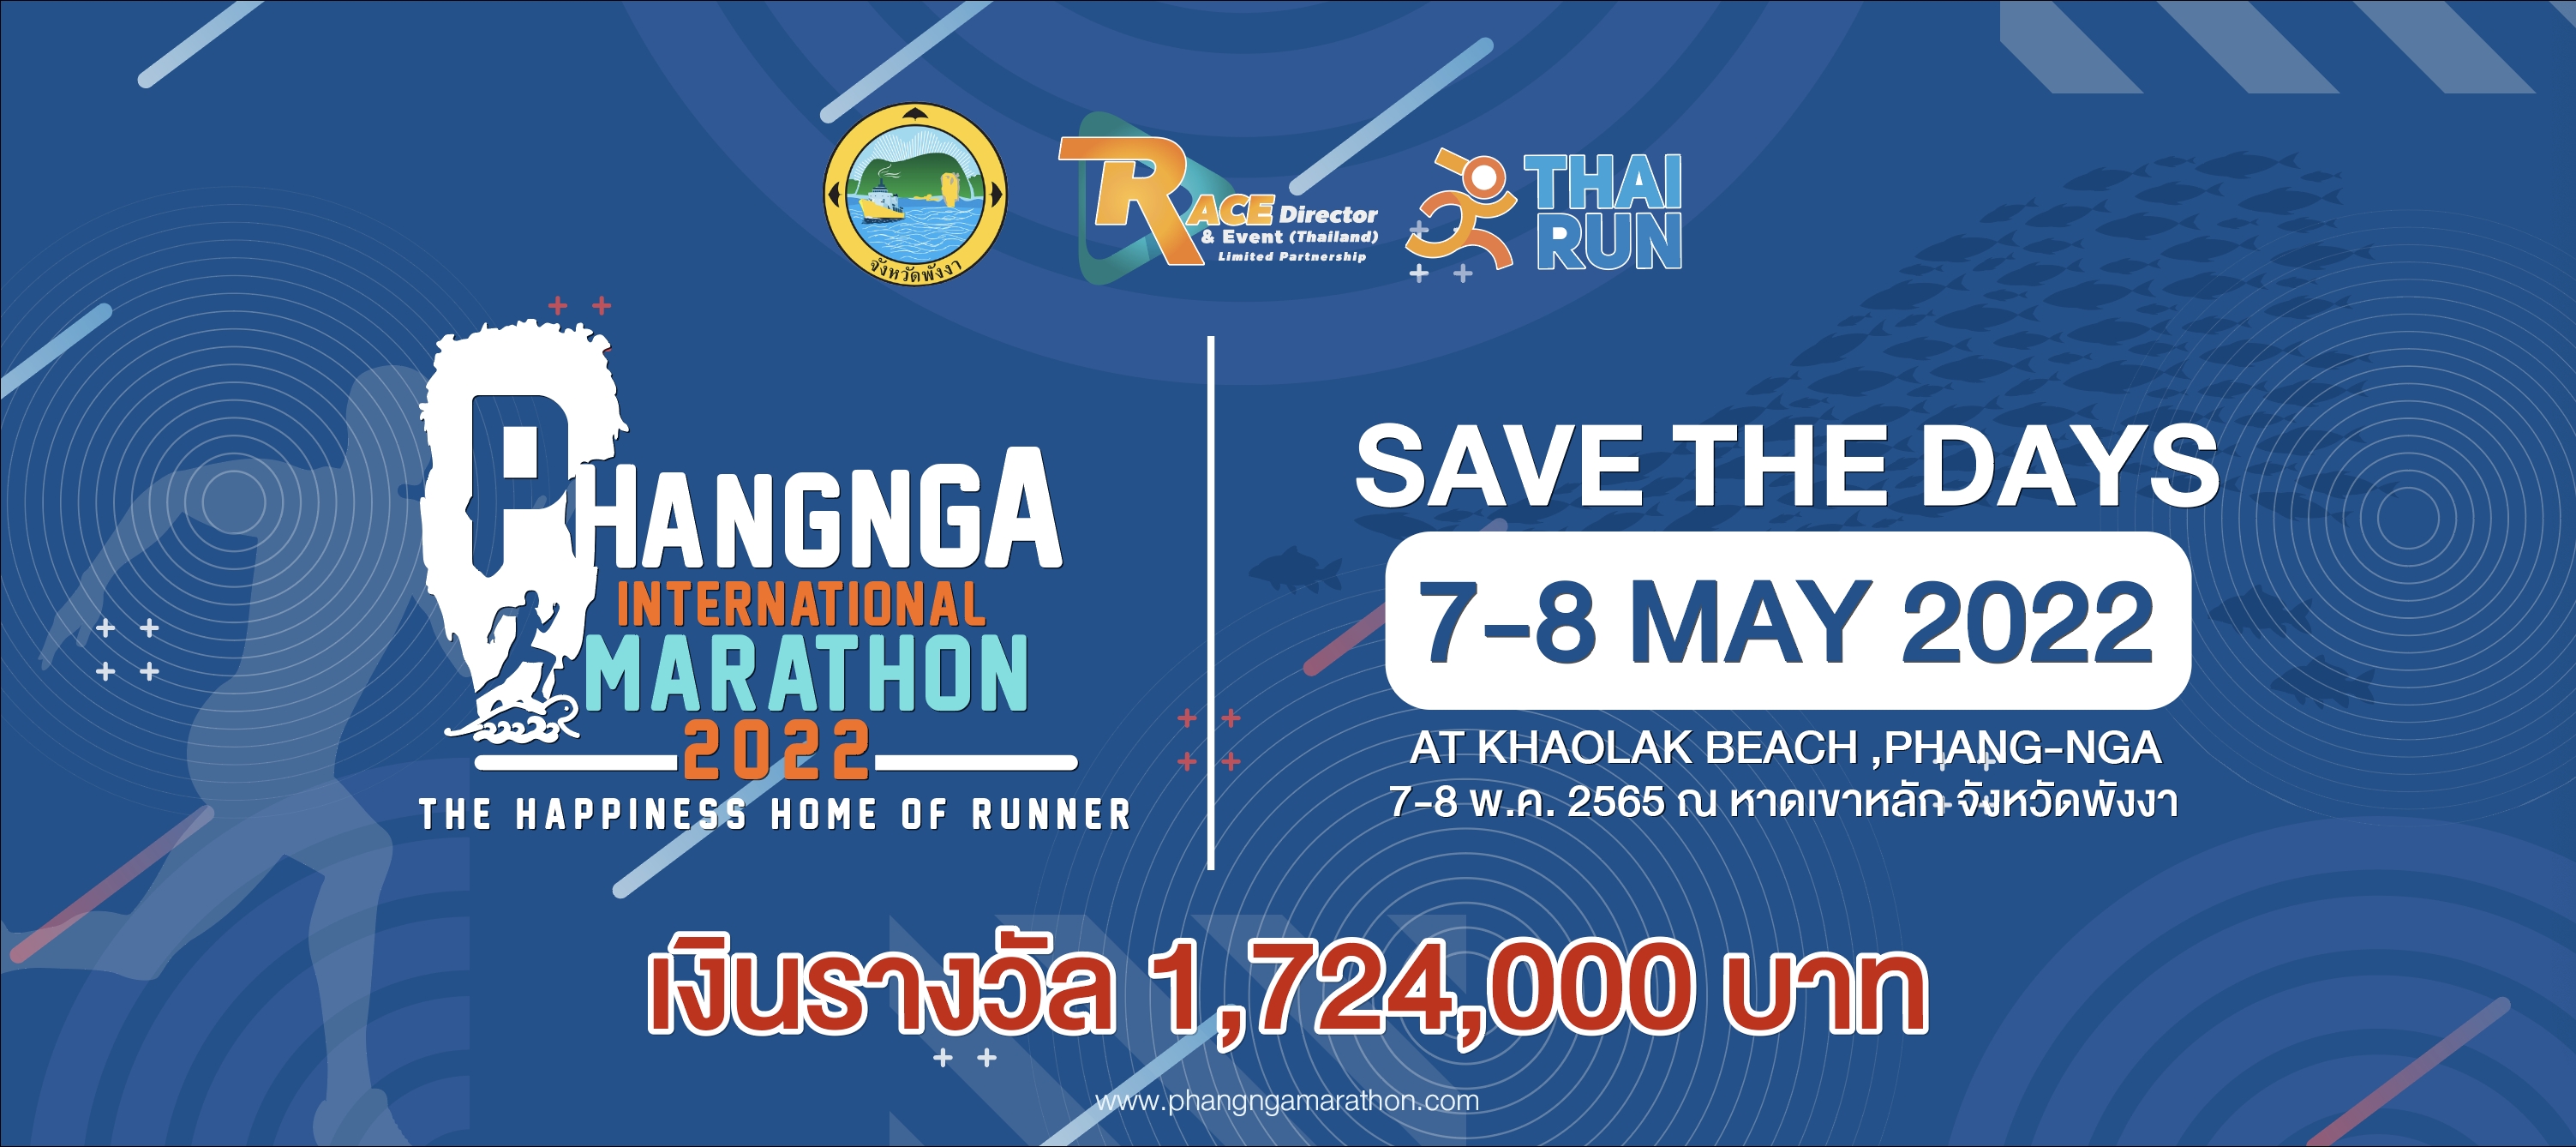 จังหวัดพังงา
RACE Director
& Event (Thailand)
Limited Partnership
THAI
RUN
PHANGNGA
INTERNATIONAL
MARATHON
2022
THE HAPPINESS HOME OF RUNNER
SAVE THE DAYS
7-8 MAY 2022
AT KHAOLAK BEACH ,PHANG-NGA
7-8 พ.ค. 2565 ณ หาดเขาหลัก จังหวัดพังงา
เงินรางวัล 1,724,000 บาท
www.phangngamarathon.com